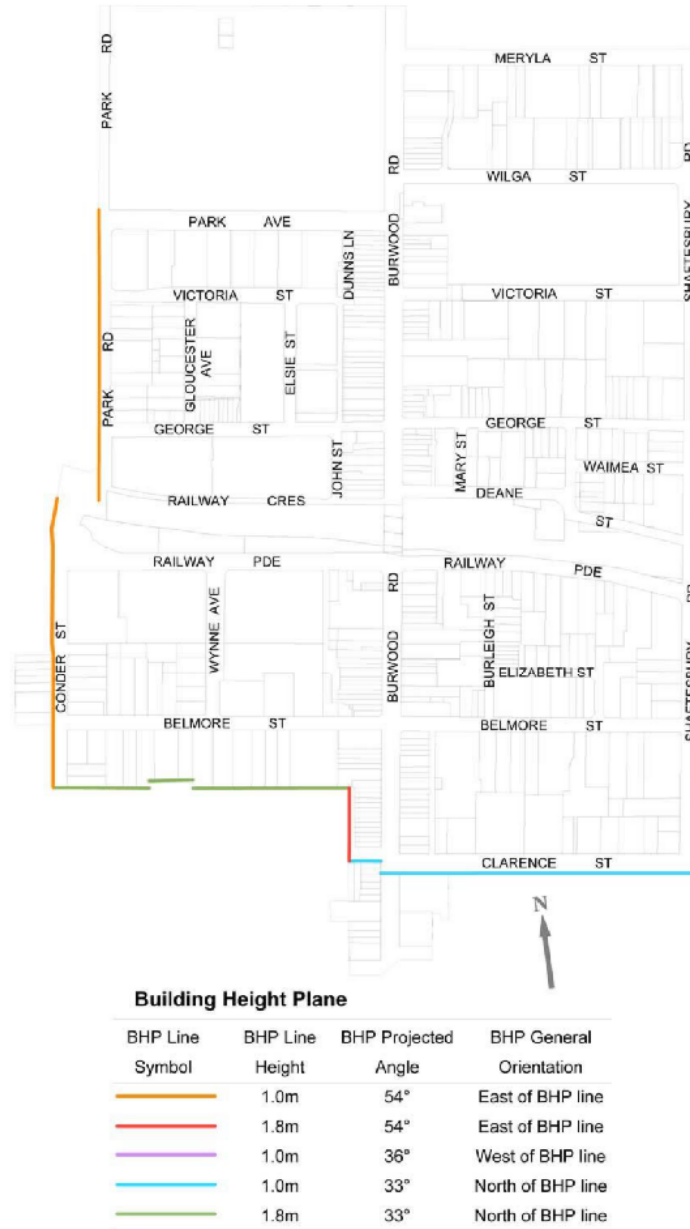 PARK RD
MERYLA ST
RD
RD
WILGA ST
PARK AVE
DUNNS LN
BURWOOD
SHAFTESBURY
VICTORIA ST
VICTORIA ST
PARK RD
GLOUCESTER AVE
ELSIE ST
GEORGE ST
GEORGE ST
JOHN ST
MARY ST
WAIMEA ST
RAILWAY CRES
DEANE ST
RAILWAY PDE
RAILWAY PDE
CONDER ST
WYNNE AVE
BURWOOD RD
BURLEIGH ST
ELIZABETH ST
SHAFTESBURY RD
BELMORE ST
BELMORE ST
CLARENCE ST
N
Building Height Plane
BHP Line BHP Line BHP Projected BHP General
Symbol Height Angle Orientation
1.0m 54° East of BHP line
1.8m 54° East of BHP line
1.0m 36° West of BHP line
1.0m 33° North of BHP line
1.8m 33° North of BHP line